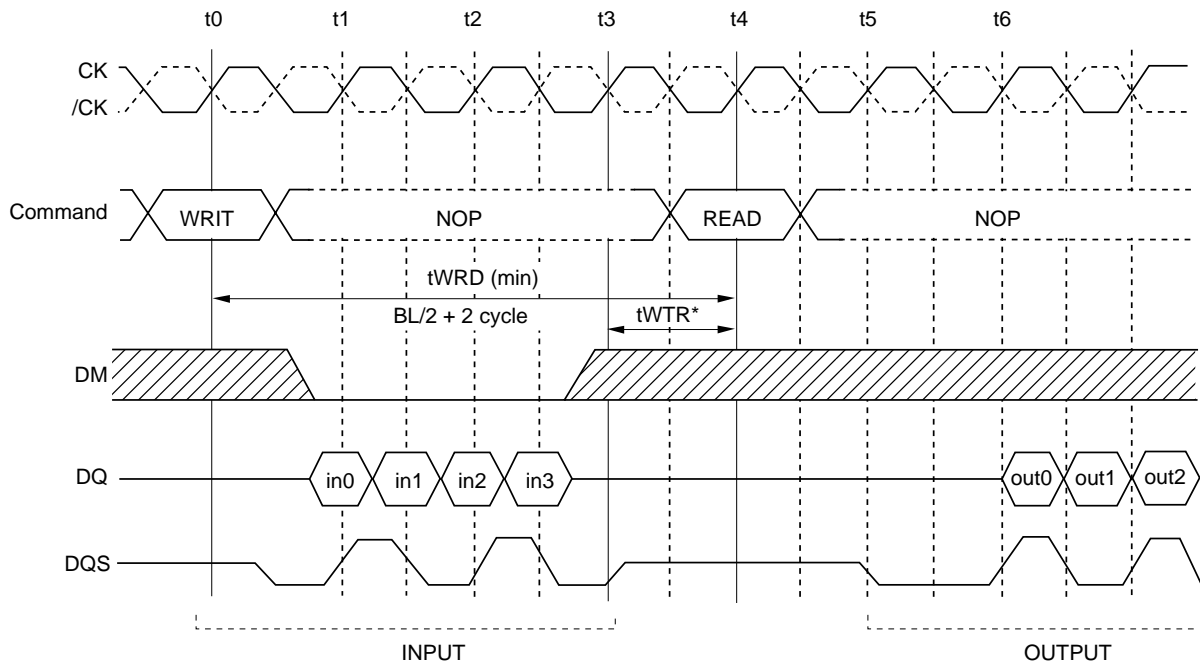 t0 t1 t2 t3 t4 t5 t6
CK
/CK
Command WRIT NOP READ NOP
tWRD (min)
BL/2 + 2 cycle tWTR*
DM
DQ in0 in1 in2 in3 out0 out1 out2
DQS
INPUT OUTPUT